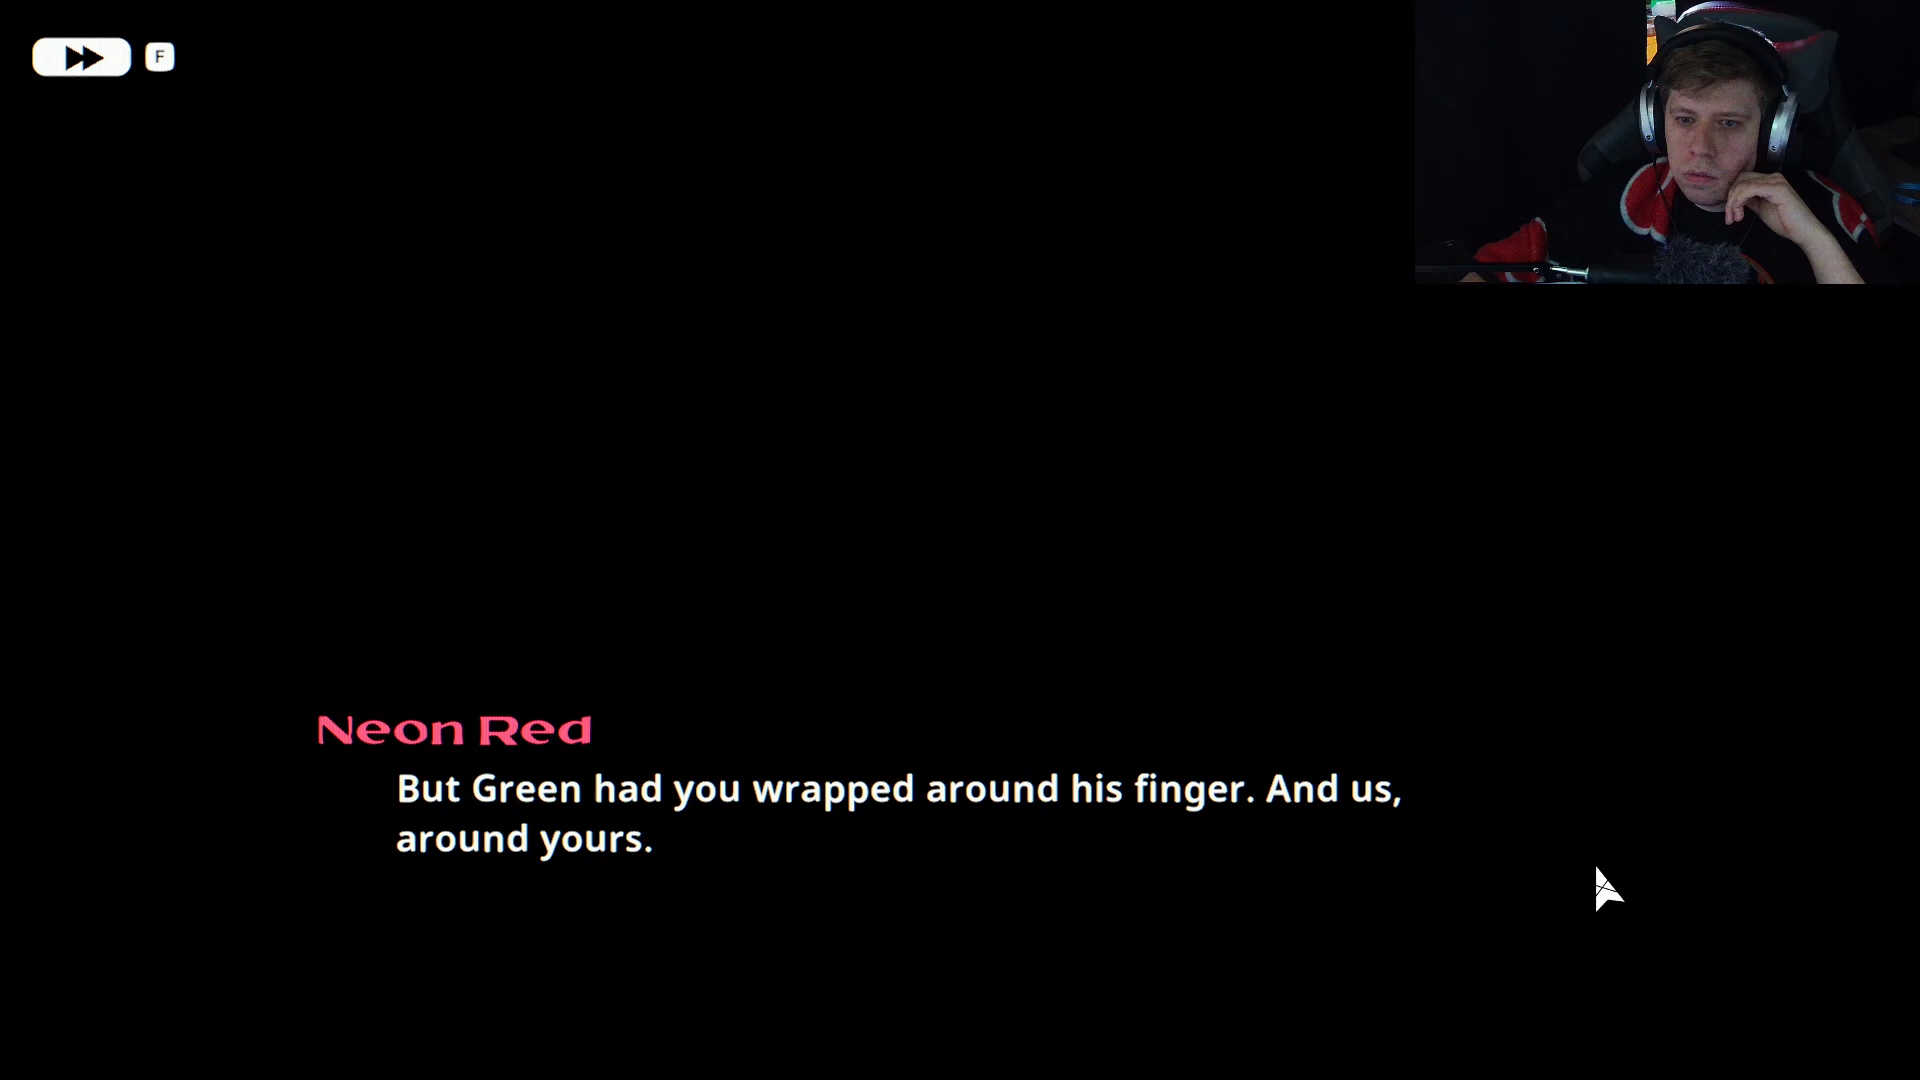 F
Neon Red
But Green had you wrapped around his finger. And us,
around yours.